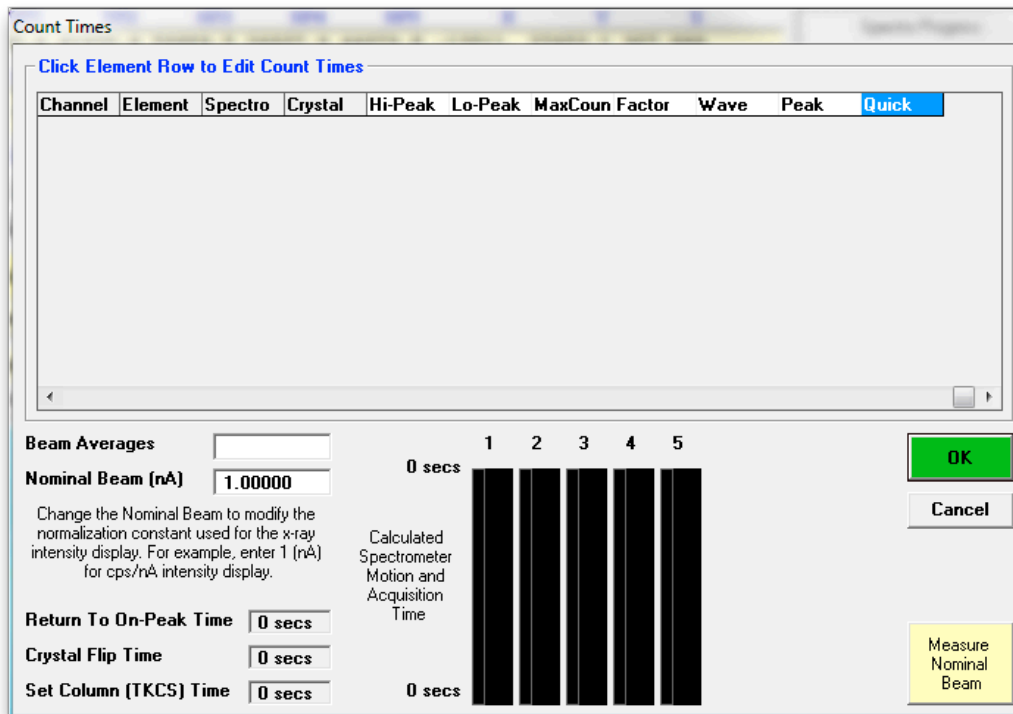 Count Times
Click Element Row to Edit Count Times
Channel Element Spectro Crystal Hi-Peak Lo-Peak MaxCoun Factor Wave Peak Quick
Beam Averages
Nominal Beam (nA) 1.00000
Change the Nominal Beam to modify the
normalization constant used for the x-ray
intensity display. For example, enter 1 (nA)
for cps/nA intensity display.
Return To On-Peak Time 0 secs
Crystal Flip Time 0 secs
Set Column (TKCS) Time 0 secs
1 2 3 4 5
0 secs
Calculated
Spectrometer
Motion and
Acquisition
Time
0 secs
OK
Cancel
Measure
Nominal
Beam